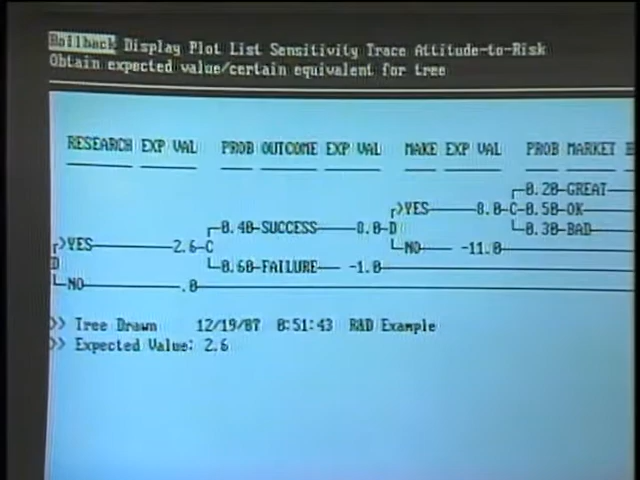 Rollback Display Plot List Sensitivity Trace Attitude-to-Risk
Obtain expected value/certain equivalent for tree
RESEARCH EXP VAL PROB OUTCOME EXP VAL MAKE EXP VAL PROB MARKET E
0.20 GREAT
>YES 8.0 C 0.50 OK
0.40 SUCCESS 8.0 D 0.30 BAD
>YES 2.6 C NO -11.0
D 0.60 FAILURE -1.0
NO .0
>> Tree Drawn 12/19/87 8:51:43 R&D Example
>> Expected Value: 2.6